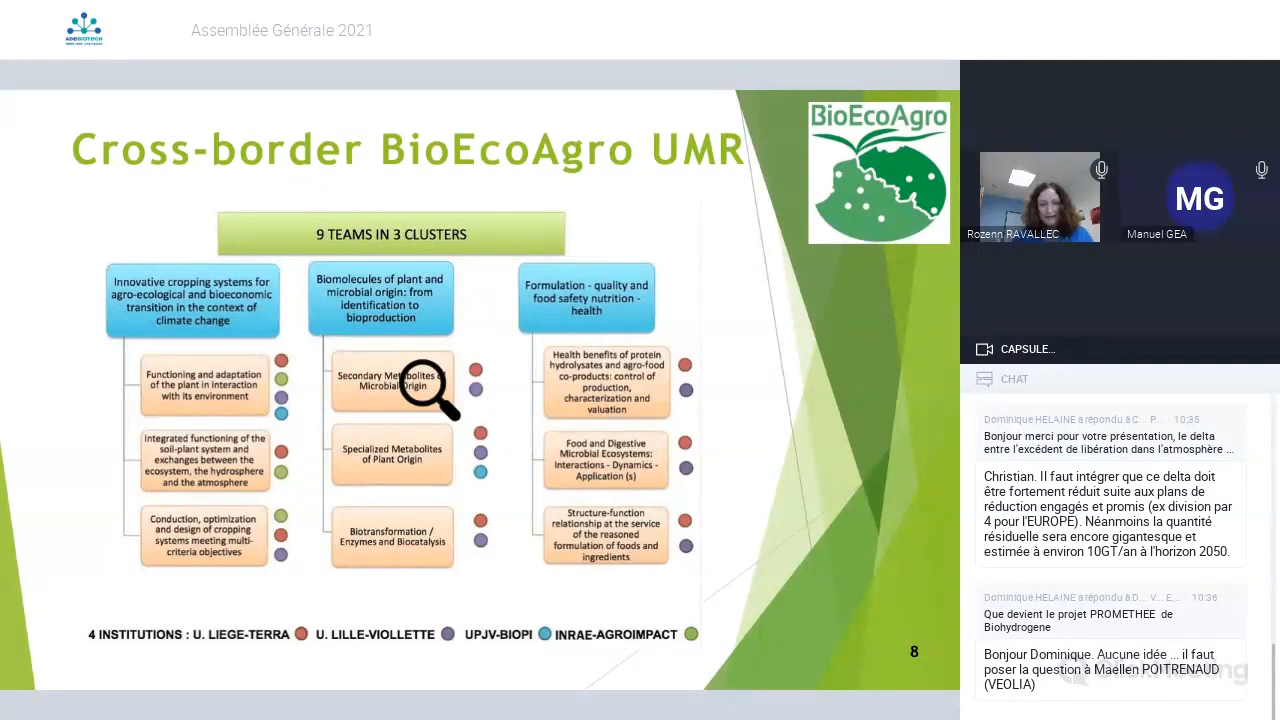 ADEBIOTECH
Assemblée Générale 2021
Cross-border BioEcoAgro UMR
BioEcoAgro
9 TEAMS IN 3 CLUSTERS
Innovative cropping systems for
agro-ecological and bioeconomic
transition in the context of
climate change
Functioning and adaptation
of the plant in interaction
with its environment
Integrated functioning of the
soil-plant system and
exchanges between the
ecosystem, the hydrosphere
and the atmosphere
Conduction, optimization
and design of cropping
systems meeting multi-
criteria objectives
Biomolecules of plant and
microbial origin: from
identification to
bioproduction
Secondary Metabolites of
Microbial Origin
Specialized Metabolites
of Plant Origin
Biotransformation /
Enzymes and Biocatalysis
Formulation - quality and
food safety nutrition -
health
Health benefits of protein
hydrolysates and agro-food
co-products: control of
production,
characterization and
valuation
Food and Digestive
Microbial Ecosystems:
Interactions - Dynamics -
Application (s)
Structure-function
relationship at the service
of the reasoned
formulation of foods and
ingredients
4 INSTITUTIONS : U. LIEGE-TERRA U. LILLE-VIOLLETTE UPJV-BIOPI INRAE-AGROIMPACT
8
MG
Rozenn RAVALLEC
Manuel GEA
CAPSULE...
CHAT
Dominique HELAINE a répondu à C... P... · 10:35
Bonjour merci pour votre présentation, le delta
entre l'excédent de libération dans l'atmosphère ...
Christian. Il faut intégrer que ce delta doit
être fortement réduit suite aux plans de
réduction engagés et promis (ex division par
4 pour l'EUROPE). Néanmoins la quantité
résiduelle sera encore gigantesque et
estimée à environ 10GT/an à l'horizon 2050.
Dominique HELAINE a répondu à D... V... E... · 10:36
Que devient le projet PROMETHEE de
Biohydrogene
Bonjour Dominique. Aucune idée ... il faut
poser la question à Maellen POITRENAUD
(VEOLIA)
ClickMeeting